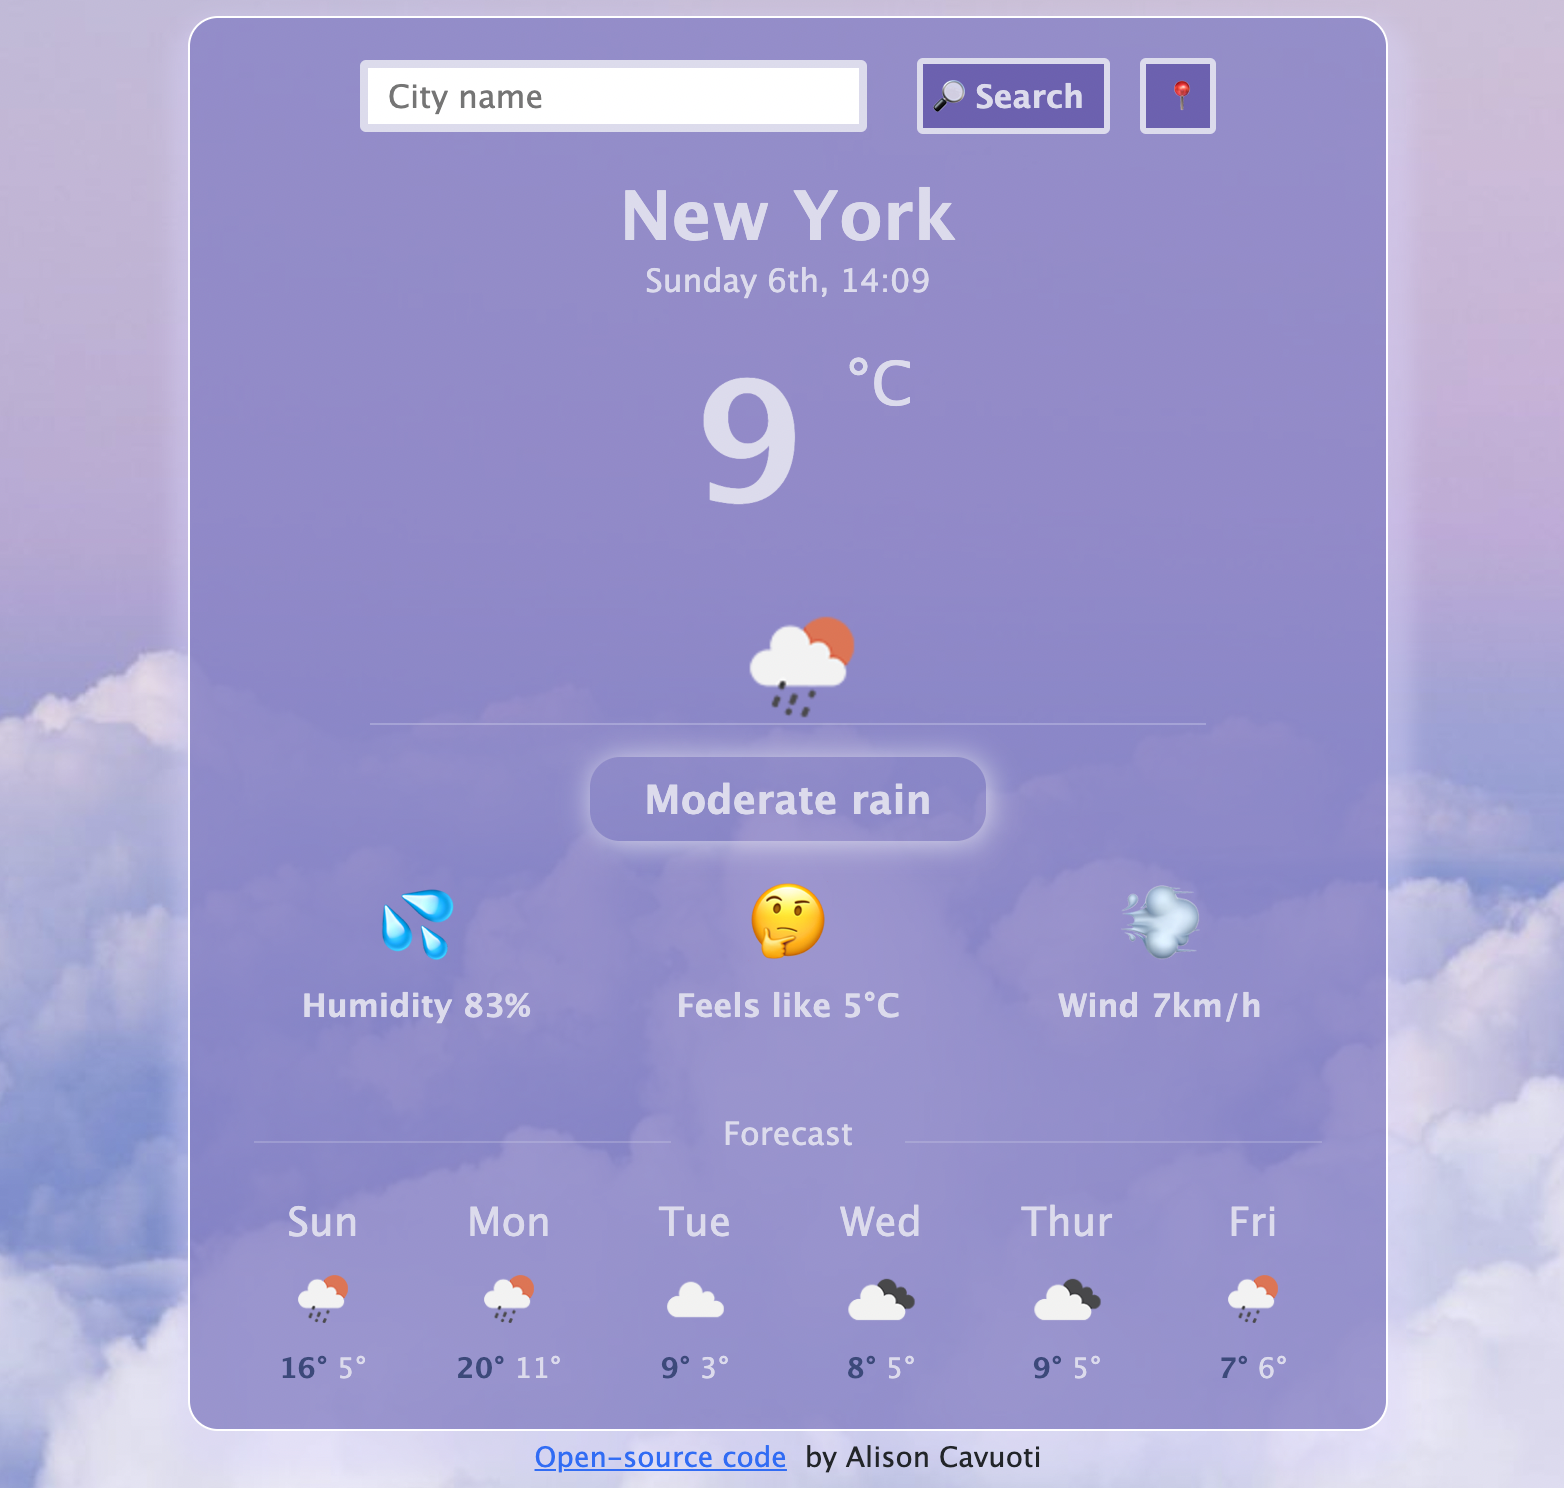 City name
Search
New York
Sunday 6th, 14:09
9 °C
Moderate rain
Humidity 83% Feels like 5°C Wind 7km/h
Forecast
Sun Mon Tue Wed Thur Fri
16° 5° 20° 11° 9° 3° 8° 5° 9° 5° 7° 6°
Open-source code by Alison Cavuoti